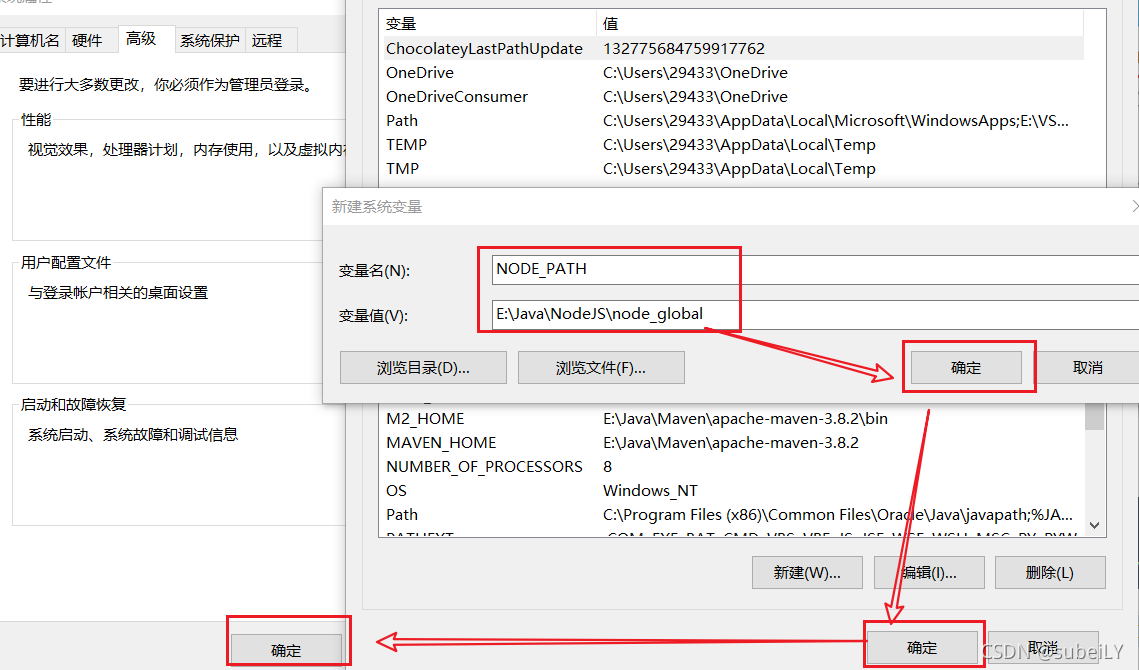 计算机名 硬件 高级 系统保护 远程
要进行大多数更改，你必须作为管理员登录。
性能
视觉效果，处理器计划，内存使用，以及虚拟内存
用户配置文件
与登录帐户相关的桌面设置
启动和故障恢复
系统启动、系统故障和调试信息
确定
变量 值
ChocolateyLastPathUpdate 132775684759917762
OneDrive C:\Users\29433\OneDrive
OneDriveConsumer C:\Users\29433\OneDrive
Path C:\Users\29433\AppData\Local\Microsoft\WindowsApps;E:\VS...
TEMP C:\Users\29433\AppData\Local\Temp
TMP C:\Users\29433\AppData\Local\Temp
新建系统变量
变量名(N): NODE_PATH
变量值(V): E:\Java\NodeJS\node_global
浏览目录(D)... 浏览文件(F)... 确定 取消
M2_HOME E:\Java\Maven\apache-maven-3.8.2\bin
MAVEN_HOME E:\Java\Maven\apache-maven-3.8.2
NUMBER_OF_PROCESSORS 8
OS Windows_NT
Path C:\Program Files (x86)\Common Files\Oracle\Java\javapath;%JA...
新建(W)... 编辑(I)... 删除(L)
确定 取消
CSDN @subeiLY